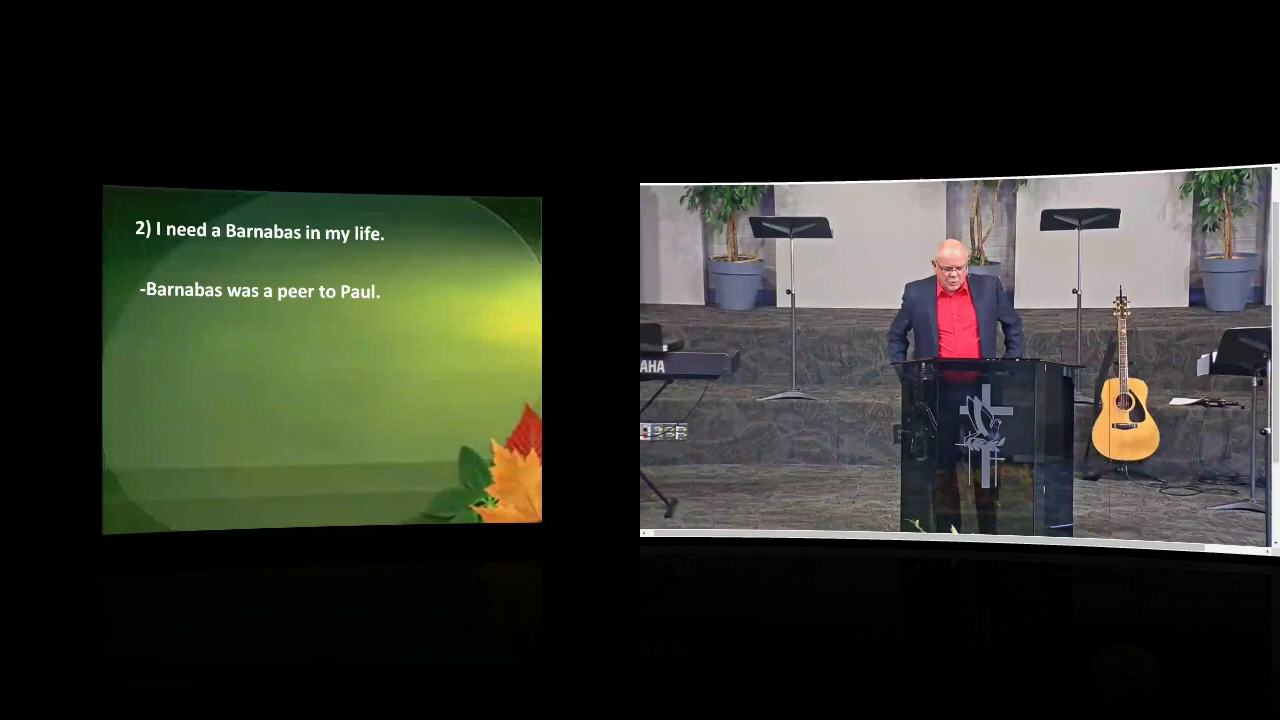 2) I need a Barnabas in my life.
-Barnabas was a peer to Paul.
AHA